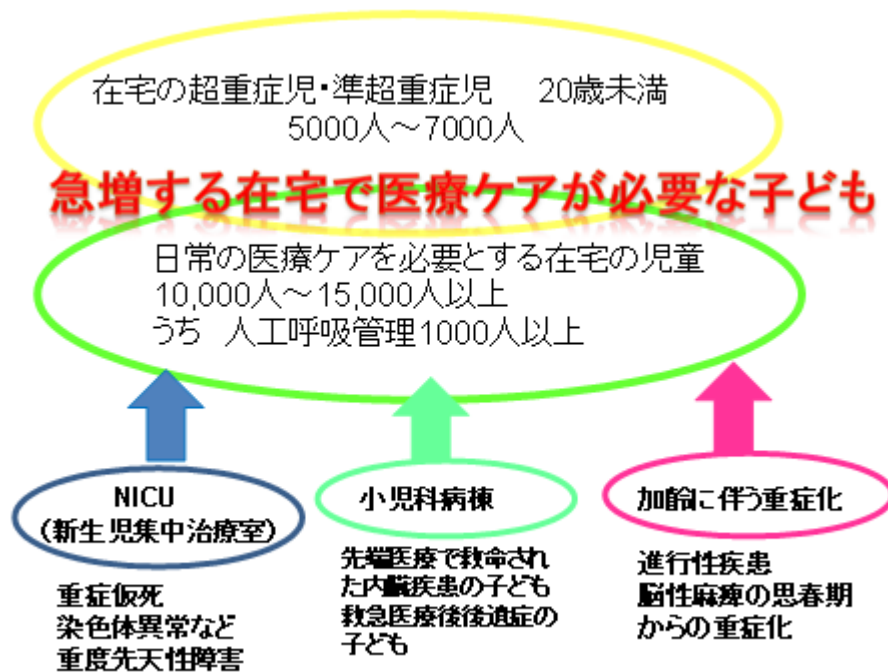 在宅の超重症児・準超重症児　20歳未満
5000人～7000人
急増する在宅で医療ケアが必要な子ども
日常の医療ケアを必要とする在宅の児童
10,000人～15,000人以上
うち　人工呼吸管理1000人以上
NICU
（新生児集中治療室）
重症仮死
染色体異常など
重度先天性障害
小児科病棟
先端医療で救命され
た内臓疾患の子ども
救急医療後後遺症の
子ども
加齢に伴う重症化
進行性疾患
脳性麻痺の思春期
からの重症化